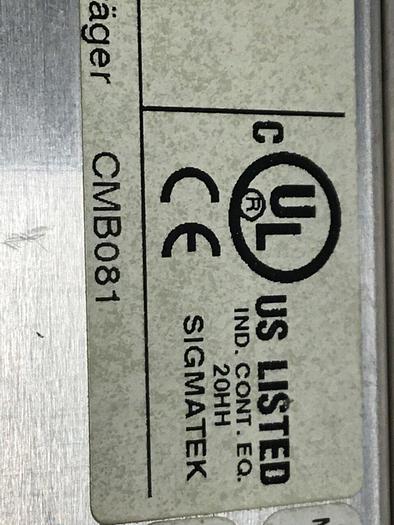 äger CMB081
C UL® US LISTED
CE IND. CONT. EQ.
20HH
SIGMATEK